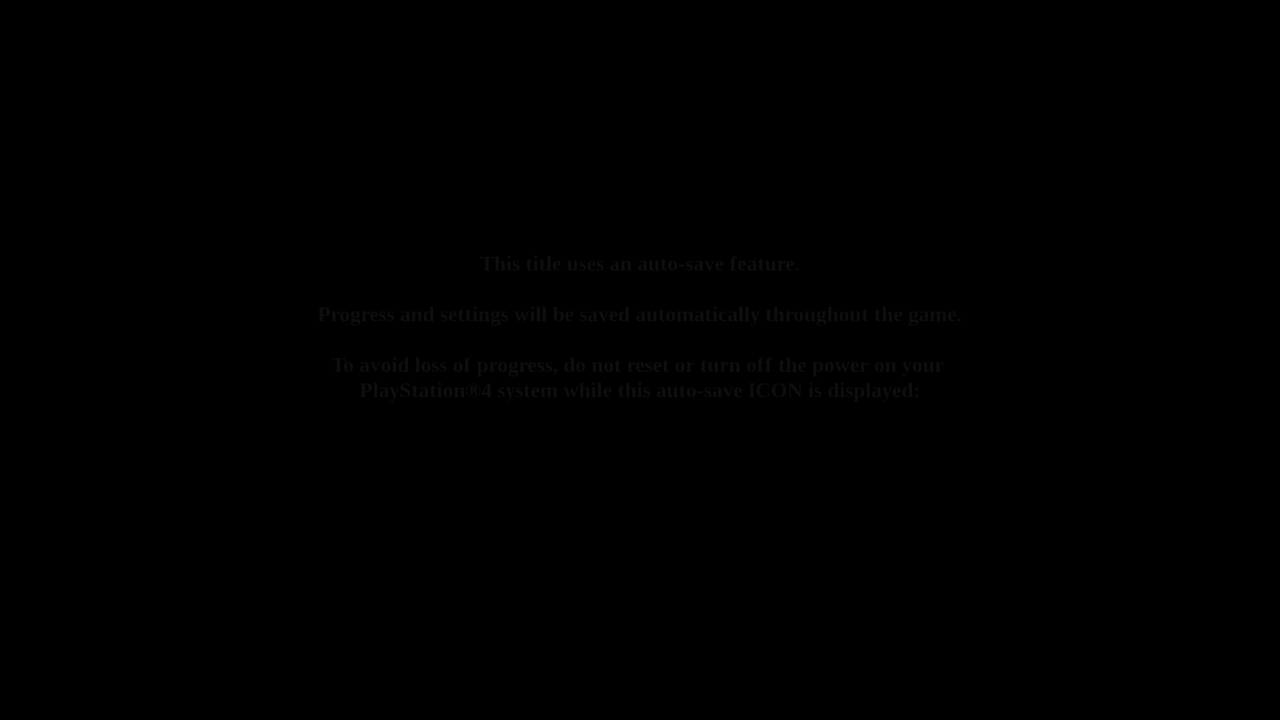 This title uses an auto-save feature.
Progress and settings will be saved automatically throughout the game.
To avoid loss of progress, do not reset or turn off the power on your
PlayStation®4 system while this auto-save ICON is displayed: